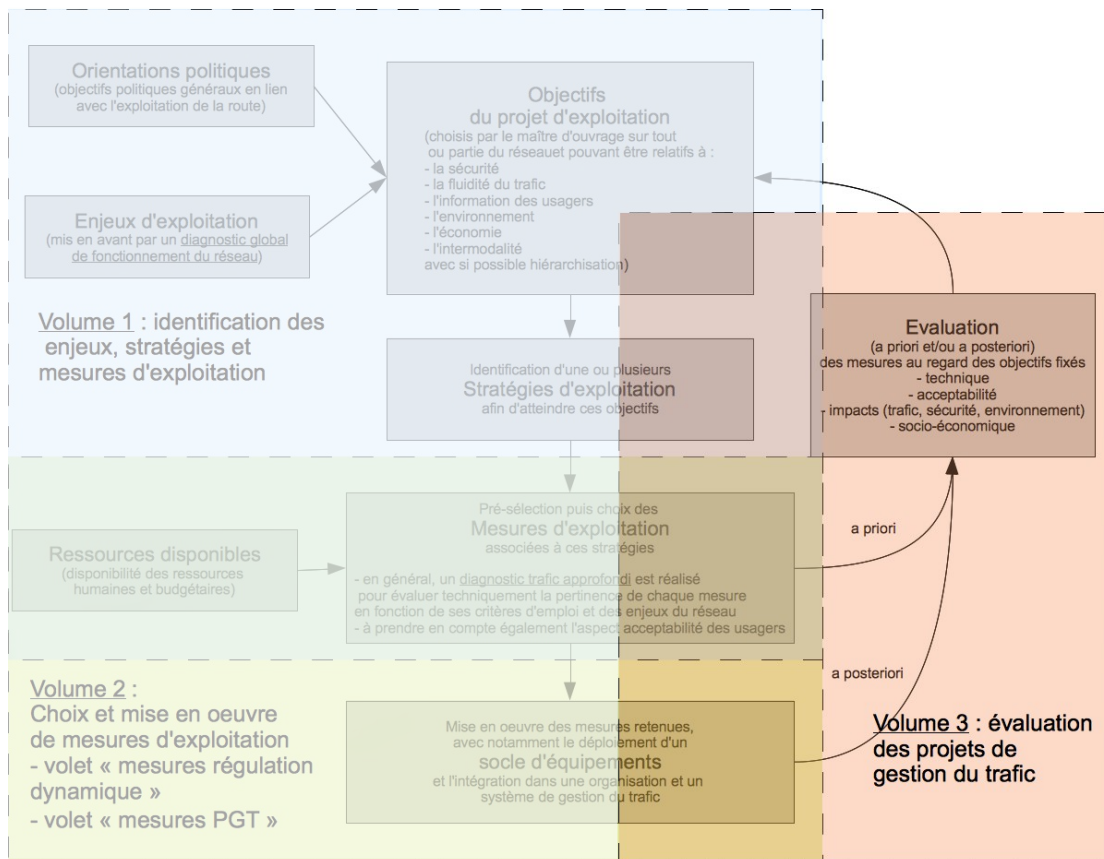 Orientations politiques
(objectifs politiques généraux en lien
avec l'exploitation de la route)
Objectifs
du projet d'exploitation
(choisis par le maître d'ouvrage sur tout
ou partie du réseauet pouvant être relatifs à :
- la sécurité
- la fluidité du trafic
- l'information des usagers
- l'environnement
- l'économie
- l'intermodalité
avec si possible hiérarchisation)
Enjeux d'exploitation
(mis en avant par un diagnostic global
de fonctionnement du réseau)
Volume 1 : identification des
enjeux, stratégies et
mesures d'exploitation
Identification d'une ou plusieurs
Stratégies d'exploitation
afin d'atteindre ces objectifs
Evaluation
(a priori et/ou a posteriori)
des mesures au regard des objectifs fixés
- technique
- acceptabilité
- impacts (trafic, sécurité, environnement)
- socio-économique
Pré-sélection puis choix des
Mesures d'exploitation
associées à ces stratégies
- en général, un diagnostic trafic approfondi est réalisé
pour évaluer techniquement la pertinence de chaque mesure
en fonction de ses critères d'emploi et des enjeux du réseau
- à prendre en compte également l'aspect acceptabilité des usagers
Ressources disponibles
(disponibilité des ressources
humaines et budgétaires)
a priori
a posteriori
Volume 2 :
Choix et mise en oeuvre
de mesures d'exploitation
- volet « mesures régulation
dynamique »
- volet « mesures PGT »
Mise en oeuvre des mesures retenues,
avec notamment le déploiement d'un
socle d'équipements
et l'intégration dans une organisation et un
système de gestion du trafic
Volume 3 : évaluation
des projets de
gestion du trafic